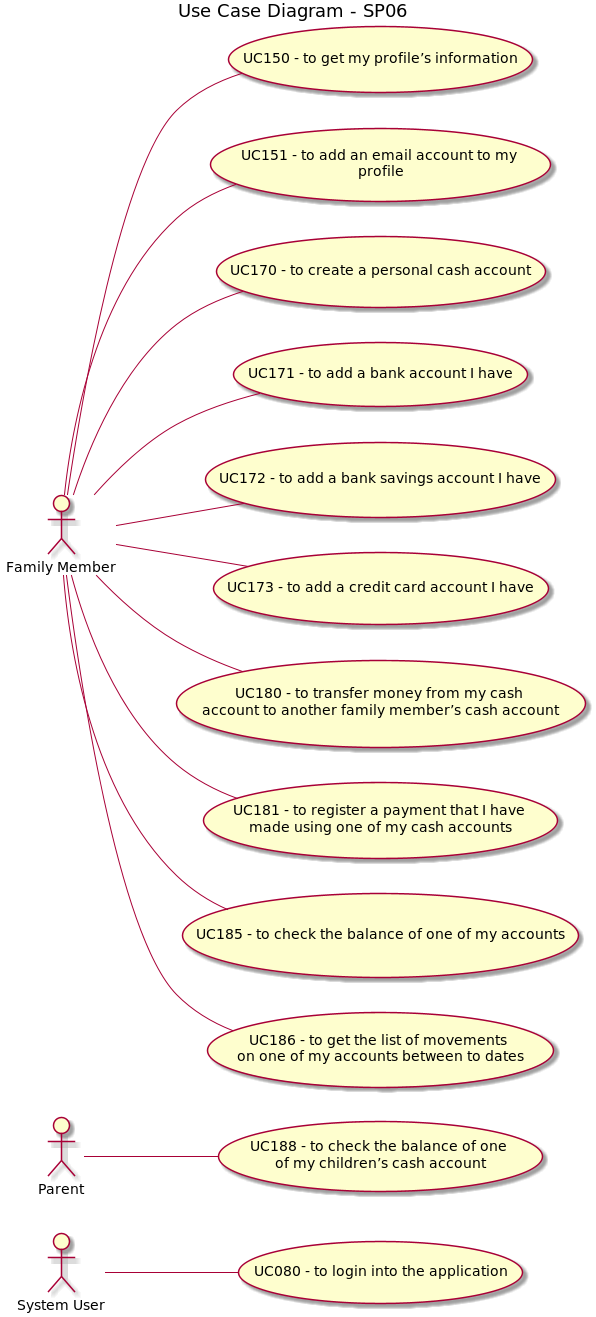 Use Case Diagram - SP06
UC150 - to get my profile’s information
UC151 - to add an email account to my
profile
UC170 - to create a personal cash account
UC171 - to add a bank account I have
UC172 - to add a bank savings account I have
Family Member
UC173 - to add a credit card account I have
UC180 - to transfer money from my cash
account to another family member’s cash account
UC181 - to register a payment that I have
made using one of my cash accounts
UC185 - to check the balance of one of my accounts
UC186 - to get the list of movements
on one of my accounts between to dates
UC188 - to check the balance of one
of my children’s cash account
Parent
UC080 - to login into the application
System User